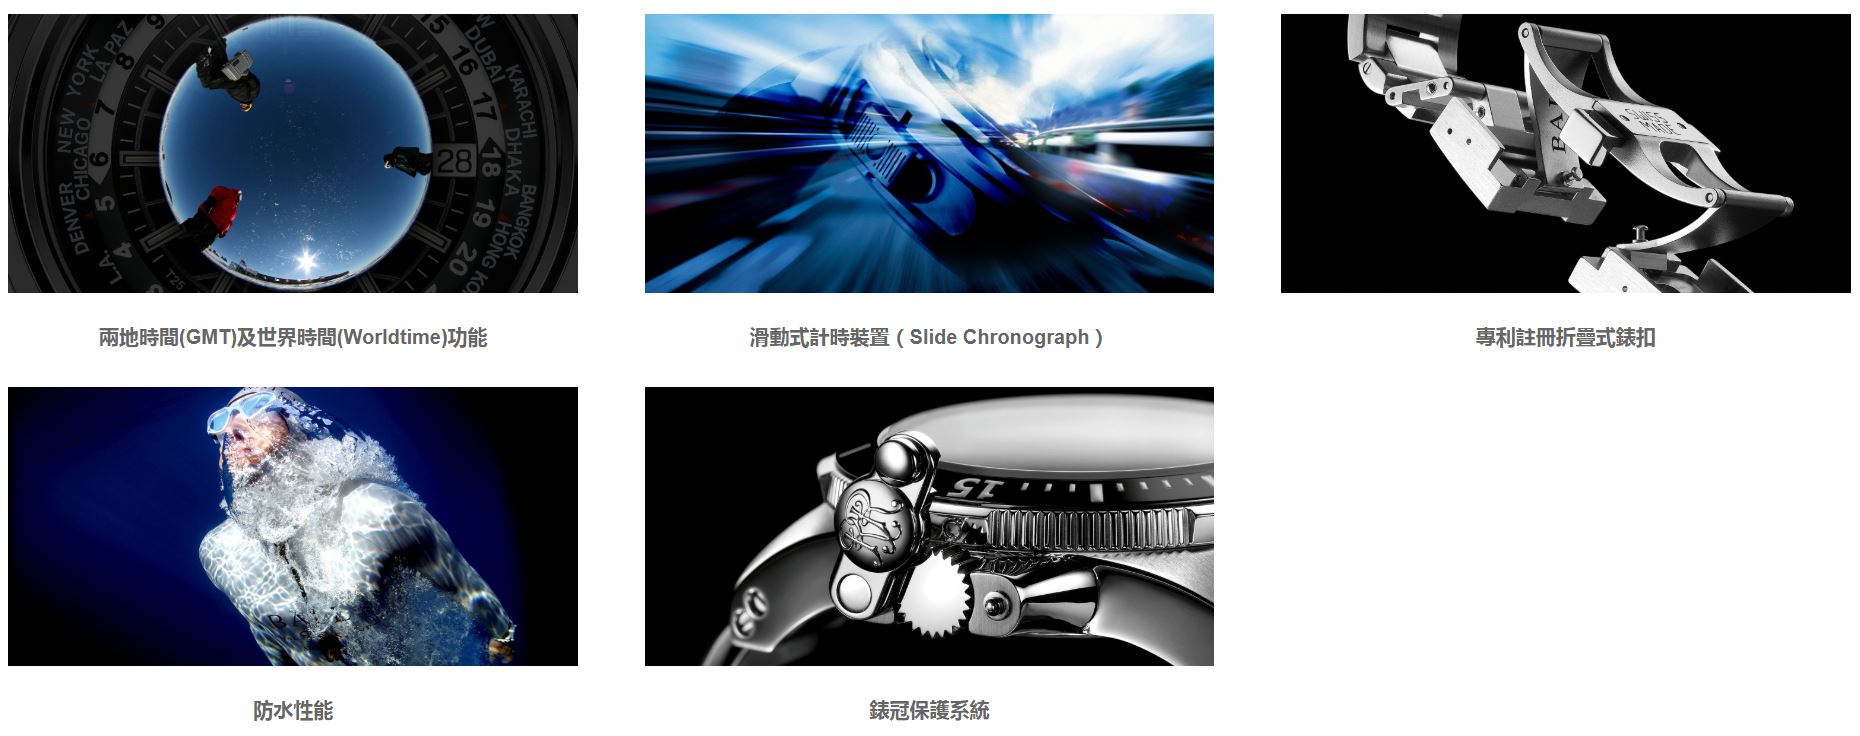 15
9
16
DUBAI
LA PAZ
8
KARACHI
NEW YORK
7
17
DHAKA
CHICAGO
6
28
18
BANGKOK
DENVER
5
19
HONG KO
4
20
L.A.
T25
SWISS
MADE
BA
兩地時間(GMT)及世界時間(Worldtime)功能
滑動式計時裝置（Slide Chronograph）
專利註冊折疊式錶扣
BA
15
防水性能
錶冠保護系統